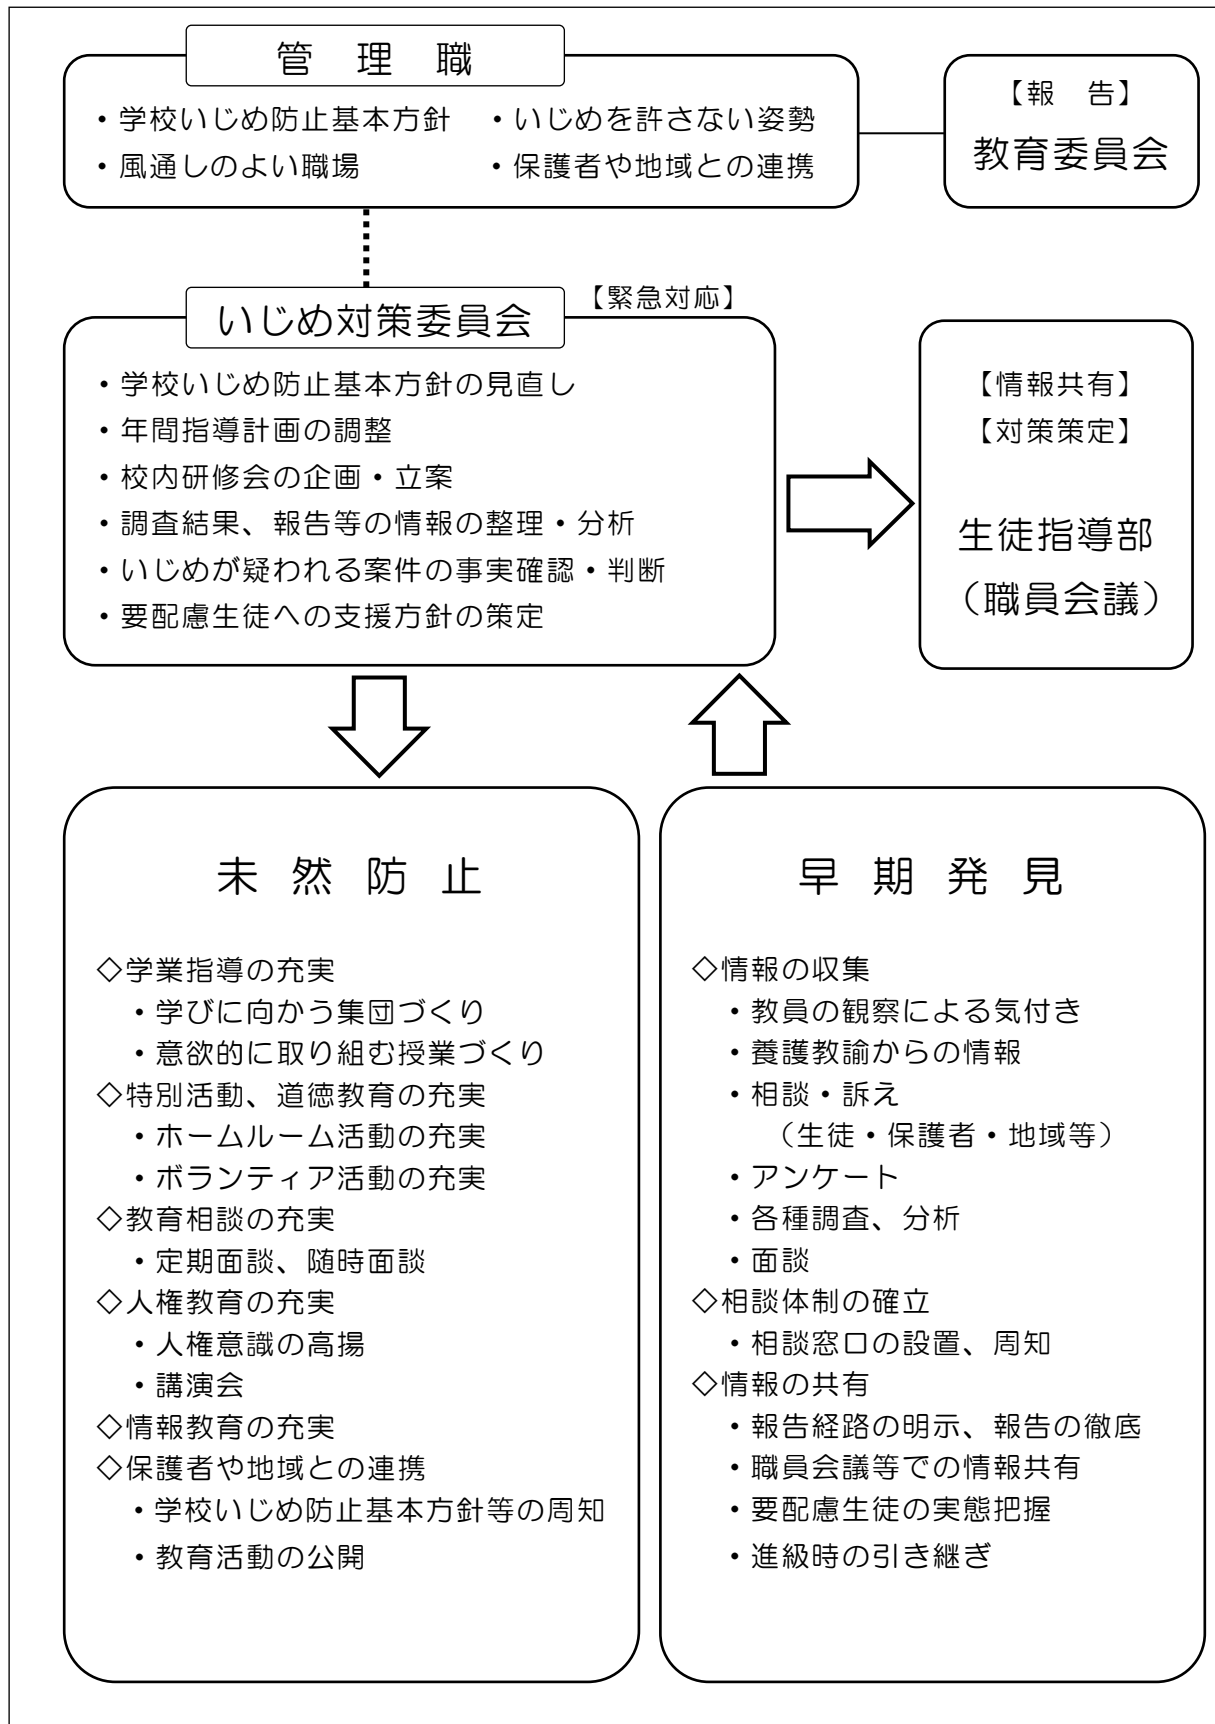 管　理　職
・学校いじめ防止基本方針　・いじめを許さない姿勢
・風通しのよい職場　・保護者や地域との連携
【報　告】
教育委員会
いじめ対策委員会
【緊急対応】
・学校いじめ防止基本方針の見直し
・年間指導計画の調整
・校内研修会の企画・立案
・調査結果、報告等の情報の整理・分析
・いじめが疑われる案件の事実確認・判断
・要配慮生徒への支援方針の策定
【情報共有】
【対策策定】
生徒指導部
（職員会議）
未　然　防　止
◇学業指導の充実
・学びに向かう集団づくり
・意欲的に取り組む授業づくり
◇特別活動、道徳教育の充実
・ホームルーム活動の充実
・ボランティア活動の充実
◇教育相談の充実
・定期面談、随時面談
◇人権教育の充実
・人権意識の高揚
・講演会
◇情報教育の充実
◇保護者や地域との連携
・学校いじめ防止基本方針等の周知
・教育活動の公開
早　期　発　見
◇情報の収集
・教員の観察による気付き
・養護教諭からの情報
・相談・訴え
（生徒・保護者・地域等）
・アンケート
・各種調査、分析
・面談
◇相談体制の確立
・相談窓口の設置、周知
◇情報の共有
・報告経路の明示、報告の徹底
・職員会議等での情報共有
・要配慮生徒の実態把握
・進級時の引き継ぎ